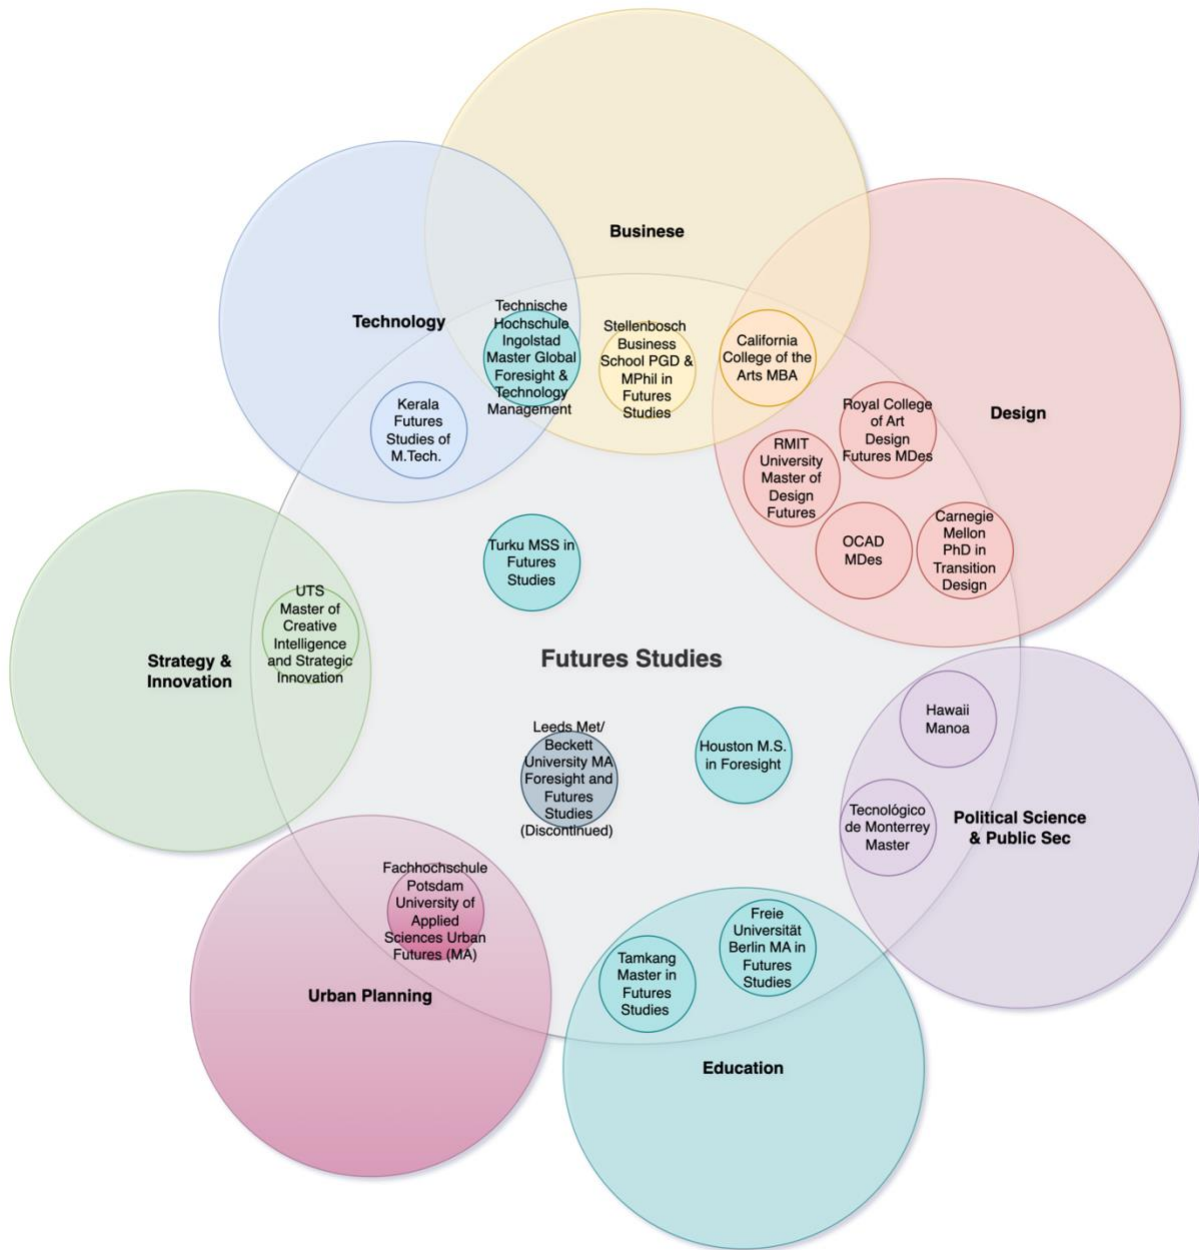 Business
Technology
Technische
Hochschule
Ingolstad
Master Global
Foresight &
Technology
Management
Stellenbosch
Business
School PGD &
MPhil in
Futures
Studies
California
College of the
Arts MBA
Design
Kerala
Futures
Studies of
M.Tech.
Royal College
of Art
Design
Futures MDes
RMIT
University
Master of
Design
Futures
OCAD
MDes
Carnegie
Mellon
PhD in
Transition
Design
Turku MSS in
Futures
Studies
UTS
Master of
Creative
Intelligence
and Strategic
Innovation
Strategy &
Innovation
Futures Studies
Hawaii
Manoa
Leeds Met/
Beckett
University MA
Foresight and
Futures
Studies
(Discontinued)
Houston M.S.
in Foresight
Tecnológico
de Monterrey
Master
Political Science
& Public Sec
Fachhochschule
Potsdam
University of
Applied
Sciences Urban
Futures (MA)
Urban Planning
Tamkang
Master in
Futures
Studies
Freie
Universität
Berlin MA in
Futures
Studies
Education